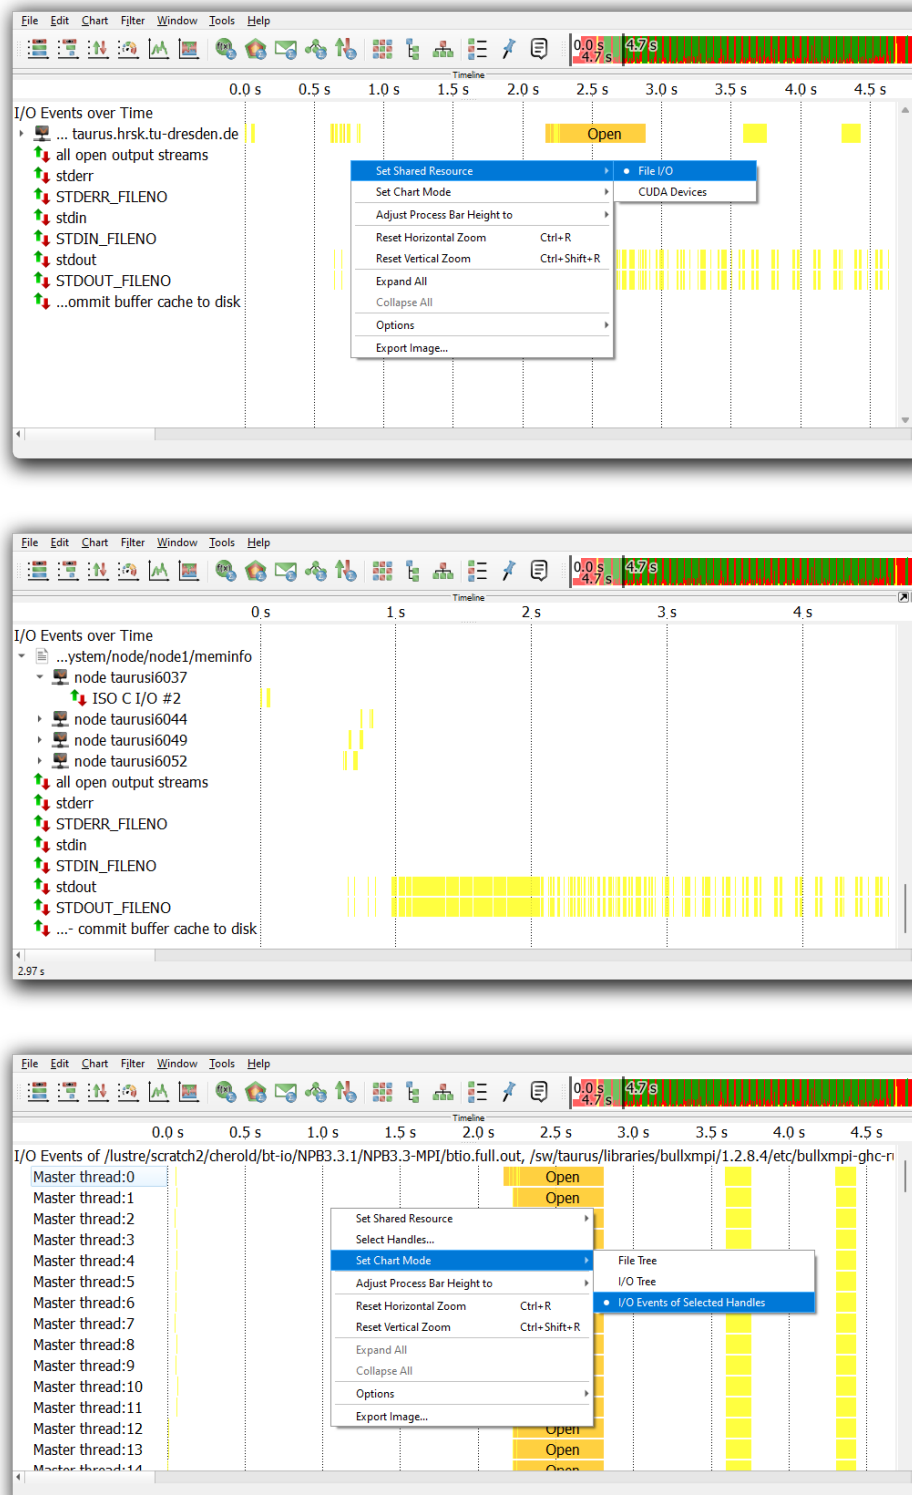 File Edit Chart Filter Window Tools Help
0.0 s 4.7 s
4.7 s
Timeline
0.0 s 0.5 s 1.0 s 1.5 s 2.0 s 2.5 s 3.0 s 3.5 s 4.0 s 4.5 s
I/O Events over Time
... taurus.hrsk.tu-dresden.de Open
all open output streams
stderr
STDERR_FILENO
stdin
STDIN_FILENO
stdout
STDOUT_FILENO
...ommit buffer cache to disk
Set Shared Resource
Set Chart Mode
Adjust Process Bar Height to
Reset Horizontal Zoom Ctrl+R
Reset Vertical Zoom Ctrl+Shift+R
Expand All
Collapse All
Options
Export Image...
File I/O
CUDA Devices
File Edit Chart Filter Window Tools Help
0.0 s 4.7 s
4.7 s
Timeline
0 s 1 s 2 s 3 s 4 s
I/O Events over Time
...ystem/node/node1/meminfo
node taurusi6037
ISO C I/O #2
node taurusi6044
node taurusi6049
node taurusi6052
all open output streams
stderr
STDERR_FILENO
stdin
STDIN_FILENO
stdout
STDOUT_FILENO
...- commit buffer cache to disk
2.97 s
File Edit Chart Filter Window Tools Help
0.0 s 4.7 s
4.7 s
Timeline
0.0 s 0.5 s 1.0 s 1.5 s 2.0 s 2.5 s 3.0 s 3.5 s 4.0 s 4.5 s
I/O Events of /lustre/scratch2/cherold/bt-io/NPB3.3.1/NPB3.3-MPI/btio.full.out, /sw/taurus/libraries/bullxmpi/1.2.8.4/etc/bullxmpi-ghc-ru
Master thread:0 Open
Master thread:1 Open
Master thread:2
Master thread:3
Master thread:4
Master thread:5
Master thread:6
Master thread:7
Master thread:8
Master thread:9
Master thread:10
Master thread:11
Master thread:12 Open
Master thread:13 Open
Master thread:14 Open
Set Shared Resource
Select Handles...
Set Chart Mode
Adjust Process Bar Height to
Reset Horizontal Zoom Ctrl+R
Reset Vertical Zoom Ctrl+Shift+R
Expand All
Collapse All
Options
Export Image...
File Tree
I/O Tree
I/O Events of Selected Handles